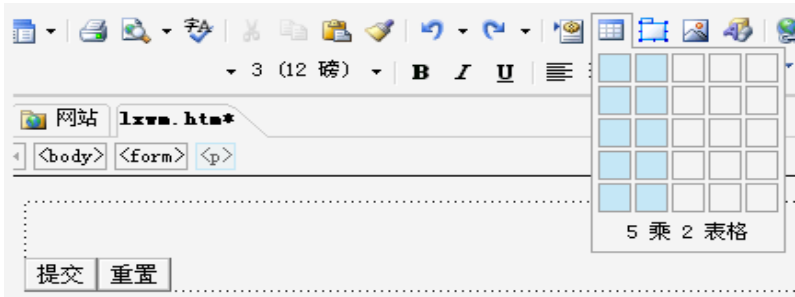 3 (12 磅) B I U
网站 lxwm.htm*
<body> <form> <p>
5 乘 2 表格
提交 重置